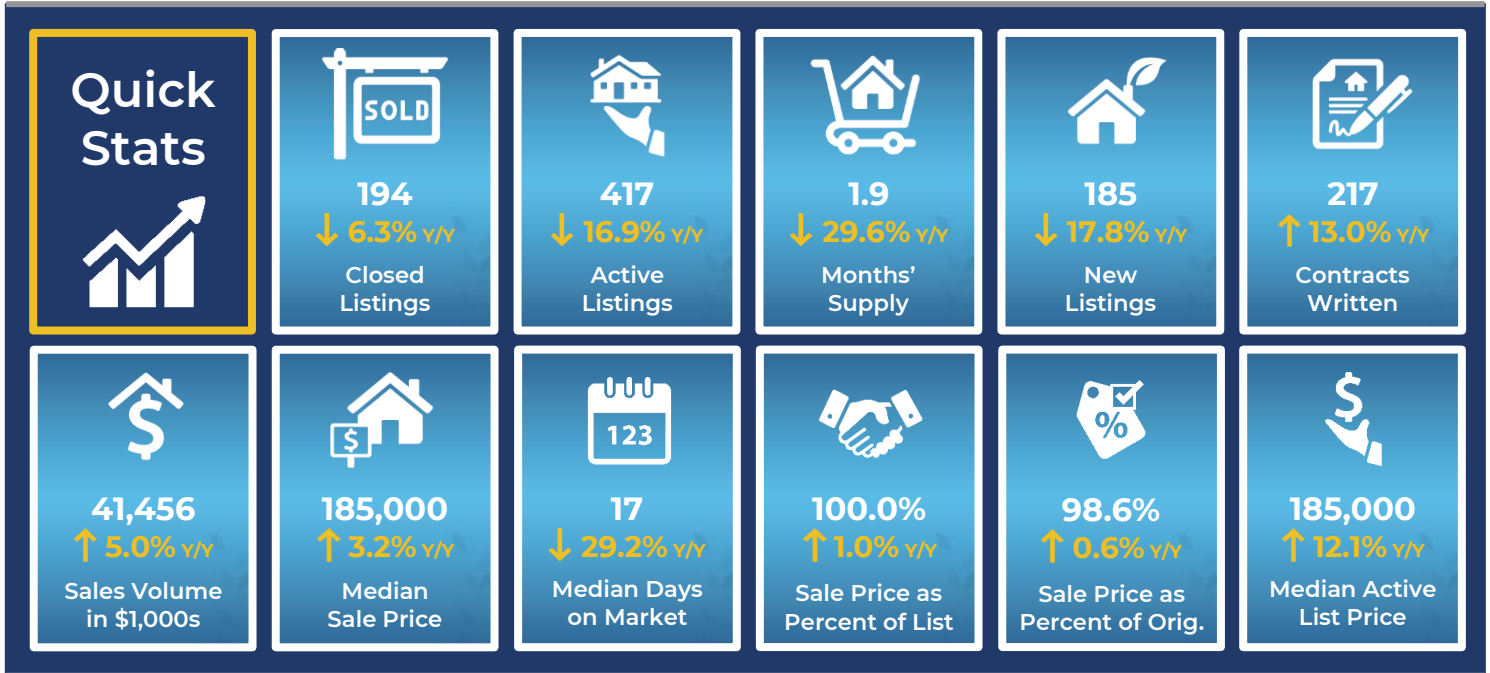 Quick
Stats
SOLD
194
↓ 6.3% Y/Y
Closed
Listings
417
↓ 16.9% Y/Y
Active
Listings
1.9
↓ 29.6% Y/Y
Months’
Supply
185
↓ 17.8% Y/Y
New
Listings
217
↑ 13.0% Y/Y
Contracts
Written
$
41,456
↑ 5.0% Y/Y
Sales Volume
in $1,000s
$
185,000
↑ 3.2% Y/Y
Median
Sale Price
123
17
↓ 29.2% Y/Y
Median Days
on Market
100.0%
↑ 1.0% Y/Y
Sale Price as
Percent of List
%
98.6%
↑ 0.6% Y/Y
Sale Price as
Percent of Orig.
$
185,000
↑ 12.1% Y/Y
Median Active
List Price